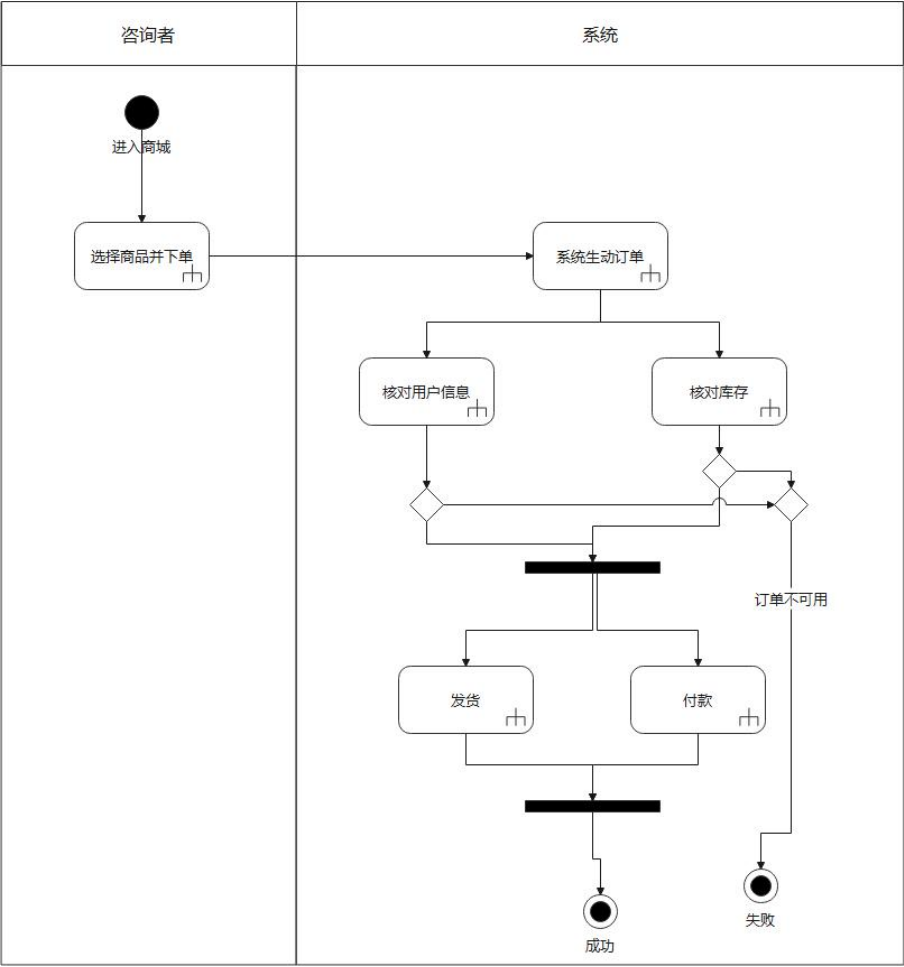 咨询者
系统
进入商城
选择商品并下单
系统生动订单
核对用户信息
核对库存
订单不可用
发货
付款
失败
成功